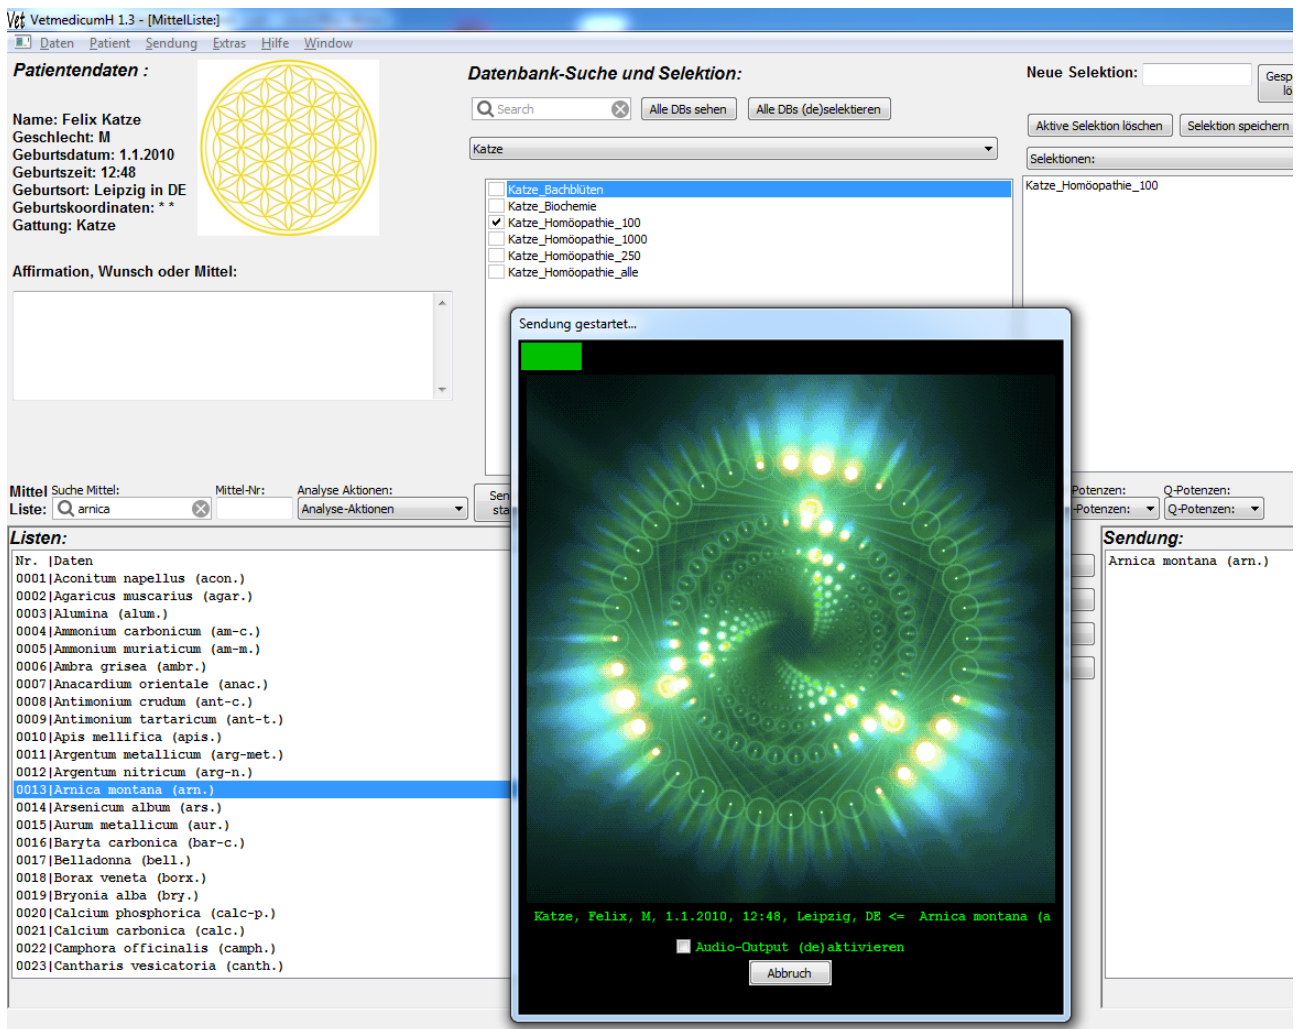 Vet VetmedicumH 1.3 - [MittelListe:]
Daten Patient Sendung Extras Hilfe Window
Patientendaten :
Name: Felix Katze
Geschlecht: M
Geburtsdatum: 1.1.2010
Geburtszeit: 12:48
Geburtsort: Leipzig in DE
Geburtskoordinaten: * *
Gattung: Katze
Affirmation, Wunsch oder Mittel:
Datenbank-Suche und Selektion:
Search Alle DBs sehen Alle DBs (de)selektieren
Katze
Katze_Bachblüten
Katze_Biochemie
Katze_Homöopathie_100
Katze_Homöopathie_1000
Katze_Homöopathie_250
Katze_Homöopathie_alle
Neue Selektion: Gesp
lö
Aktive Selektion löschen Selektion speichern
Selektionen:
Katze_Homöopathie_100
Mittel Suche Mittel: Mittel-Nr: Analyse Aktionen:
Liste: arnica Analyse-Aktionen Sen
sta
Potenzen: Q-Potenzen:
-Potenzen: Q-Potenzen:
Listen:
Nr. |Daten
0001|Aconitum napellus (acon.)
0002|Agaricus muscarius (agar.)
0003|Alumina (alum.)
0004|Ammonium carbonicum (am-c.)
0005|Ammonium muriaticum (am-m.)
0006|Ambra grisea (ambr.)
0007|Anacardium orientale (anac.)
0008|Antimonium crudum (ant-c.)
0009|Antimonium tartaricum (ant-t.)
0010|Apis mellifica (apis.)
0011|Argentum metallicum (arg-met.)
0012|Argentum nitricum (arg-n.)
0013|Arnica montana (arn.)
0014|Arsenicum album (ars.)
0015|Aurum metallicum (aur.)
0016|Baryta carbonica (bar-c.)
0017|Belladonna (bell.)
0018|Borax veneta (borx.)
0019|Bryonia alba (bry.)
0020|Calcium phosphorica (calc-p.)
0021|Calcium carbonica (calc.)
0022|Camphora officinalis (camph.)
0023|Cantharis vesicatoria (canth.)
Sendung gestartet...
Katze, Felix, M, 1.1.2010, 12:48, Leipzig, DE <= Arnica montana (a
Audio-Output (de)aktivieren
Abbruch
Sendung:
Arnica montana (arn.)